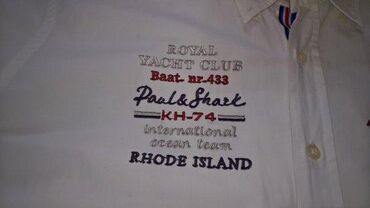 ROYAL
YACHT CLUB
Baat. nr.433
Paul & Shark
KH-74
international
ocean team
RHODE ISLAND